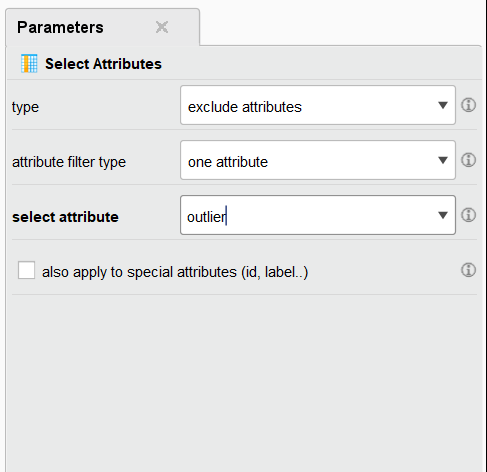 Parameters
Select Attributes
type
exclude attributes
attribute filter type
one attribute
select attribute
outlier
also apply to special attributes (id, label..)